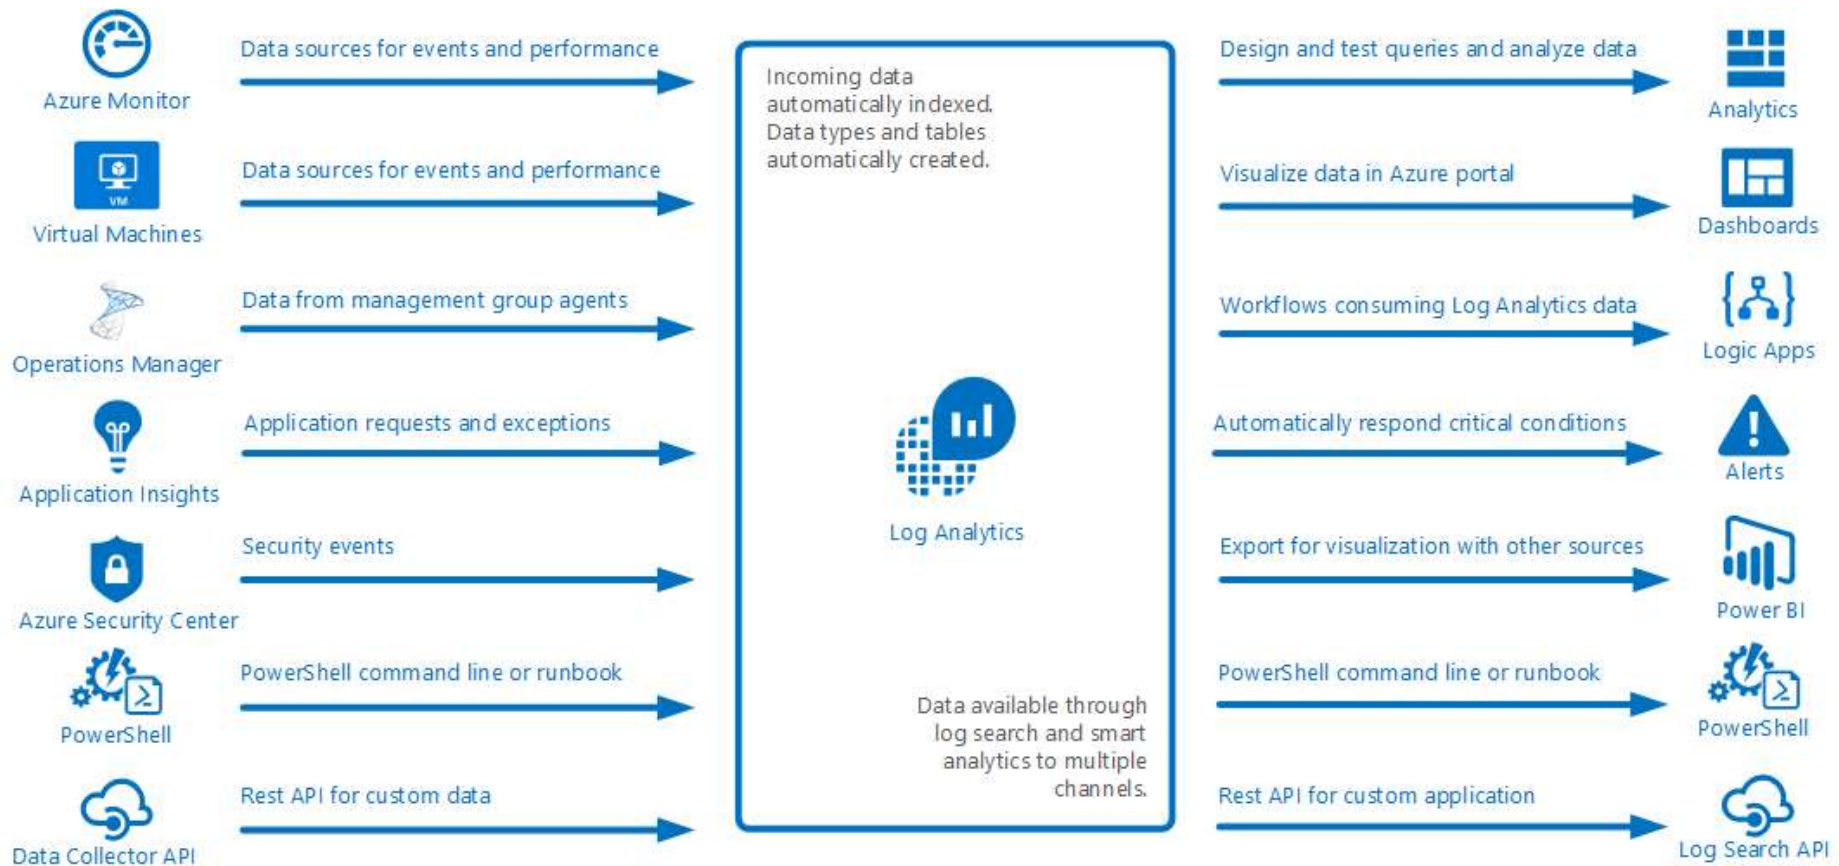 Azure Monitor
Data sources for events and performance
VM
Virtual Machines
Data sources for events and performance
Operations Manager
Data from management group agents
Application Insights
Application requests and exceptions
Azure Security Center
Security events
PowerShell
PowerShell command line or runbook
Data Collector API
Rest API for custom data
Incoming data
automatically indexed.
Data types and tables
automatically created.
Log Analytics
Data available through
log search and smart
analytics to multiple
channels.
Design and test queries and analyze data
Analytics
Visualize data in Azure portal
Dashboards
Workflows consuming Log Analytics data
Logic Apps
Automatically respond critical conditions
Alerts
Export for visualization with other sources
Power BI
PowerShell command line or runbook
PowerShell
Rest API for custom application
Log Search API